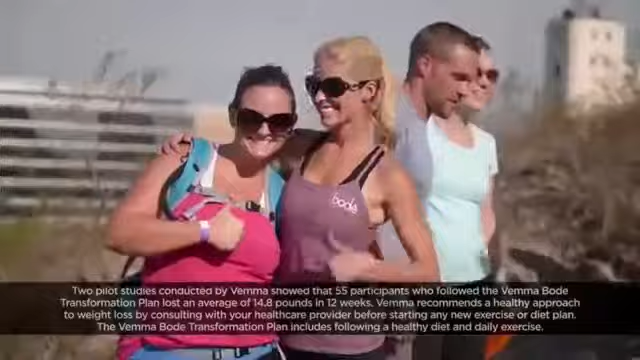 bode
Two pilot studies conducted by Vemma showed that 55 participants who followed the Vemma Bode
Transformation Plan lost an average of 14.8 pounds in 12 weeks. Vemma recommends a healthy approach
to weight loss by consulting with your healthcare provider before starting any new exercise or diet plan.
The Vemma Bode Transformation Plan includes following a healthy diet and daily exercise.